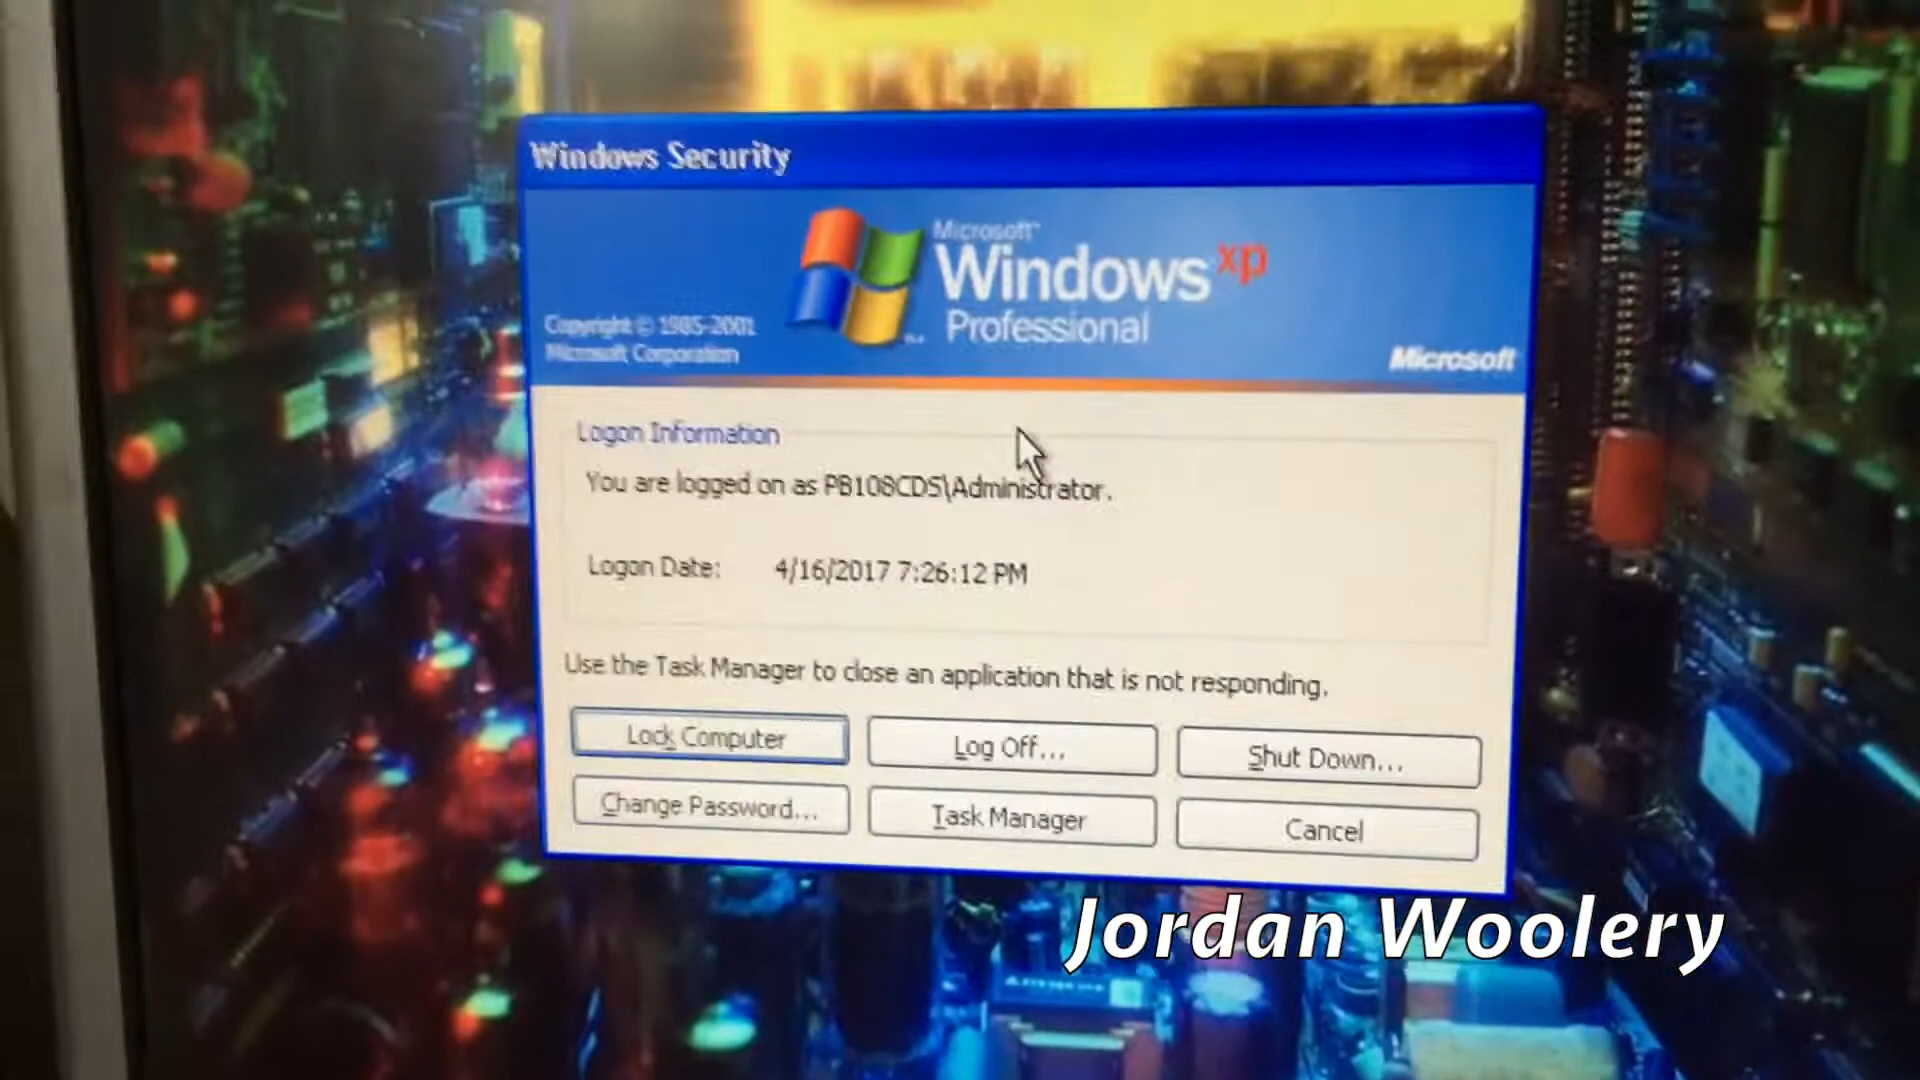 Windows Security
Microsoft
Windows xp
Professional
Copyright © 1985-2001
Microsoft Corporation
Microsoft
Logon Information
You are logged on as PB108CDS\Administrator.
Logon Date: 4/16/2017 7:26:12 PM
Use the Task Manager to close an application that is not responding.
Lock Computer Log Off... Shut Down...
Change Password... Task Manager Cancel
Jordan Woolery